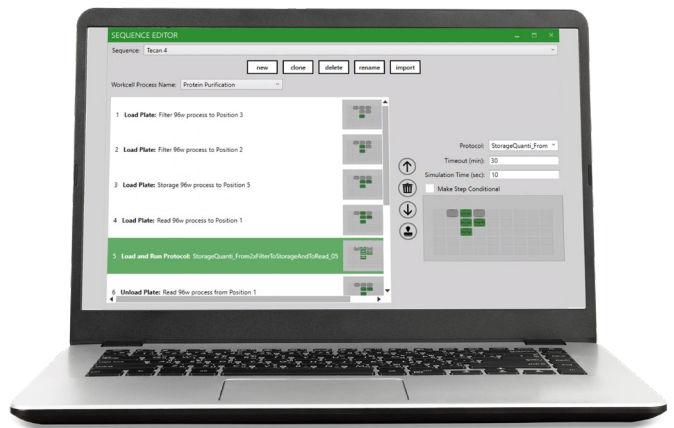 SEQUENCE EDITOR
Sequence: Tecan 4
new clone delete rename import
Workcell Process Name: Protein Purification
1 Load Plate: Filter 96w process to Position 3
2 Load Plate: Filter 96w process to Position 2
3 Load Plate: Storage 96w process to Position 5
4 Load Plate: Read 96w process to Position 1
5 Load and Run Protocol: StorageQuanti_From2xFilterToStorageAndToRead_05
6 Unload Plate: Read 96w process from Position 1
Protocol: StorageQuanti_From
Timeout (min): 30
Simulation Time (sec): 10
Make Step Conditional